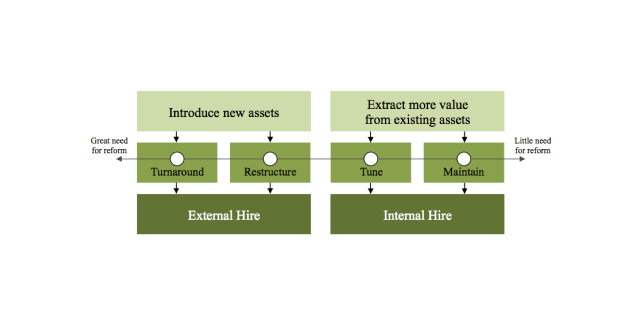 Introduce new assets
Extract more value
from existing assets
Great need
for reform
Little need
for reform
Turnaround
Restructure
Tune
Maintain
External Hire
Internal Hire